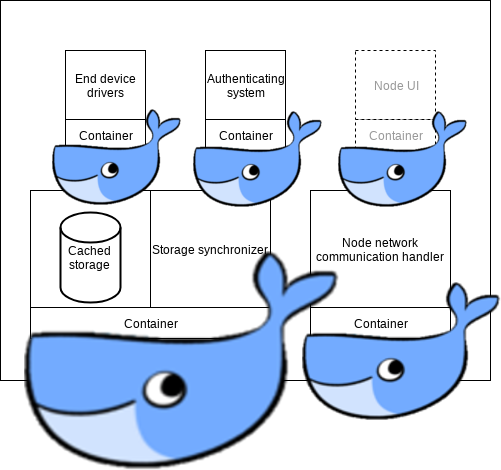 End device
drivers
Container
Authenticating
system
Container
Node UI
Container
Cached
storage
Storage synchronizer
Container
Node network
communication handler
Container